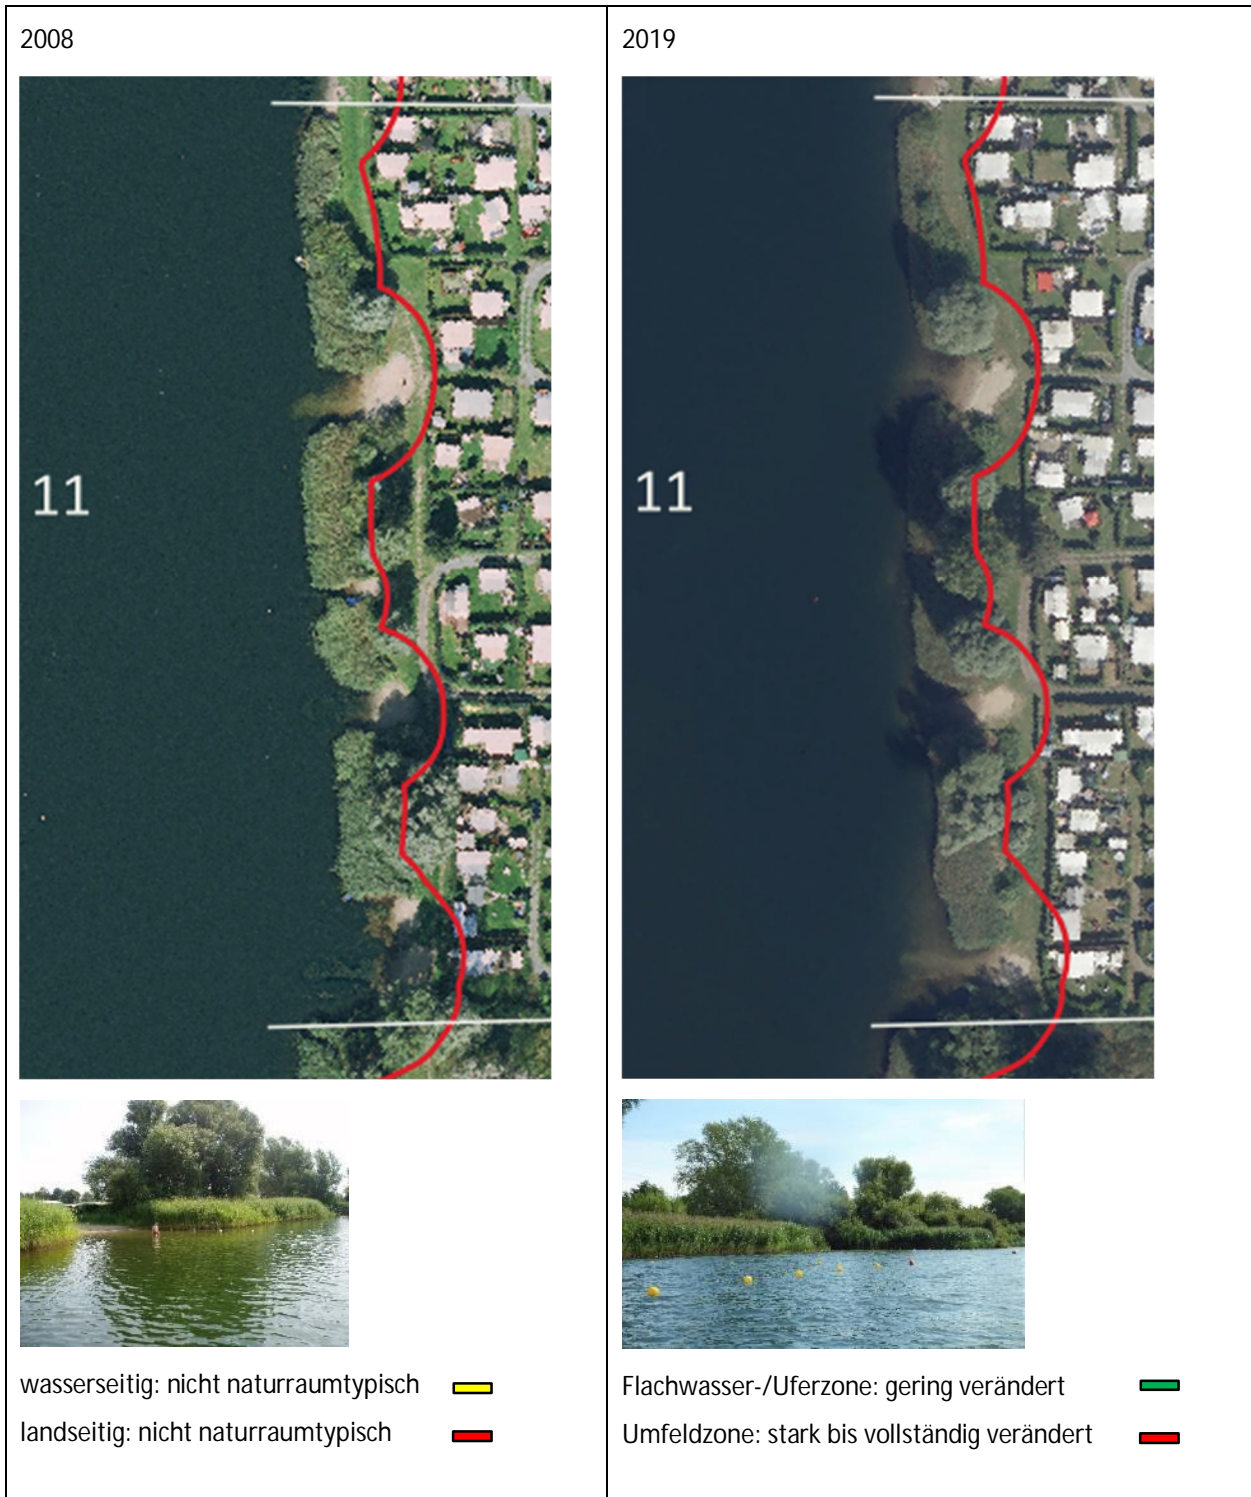 2008
11
wasserseitig: nicht naturraumtypisch
landseitig: nicht naturraumtypisch
2019
11
Flachwasser-/Uferzone: gering verändert
Umfeldzone: stark bis vollständig verändert